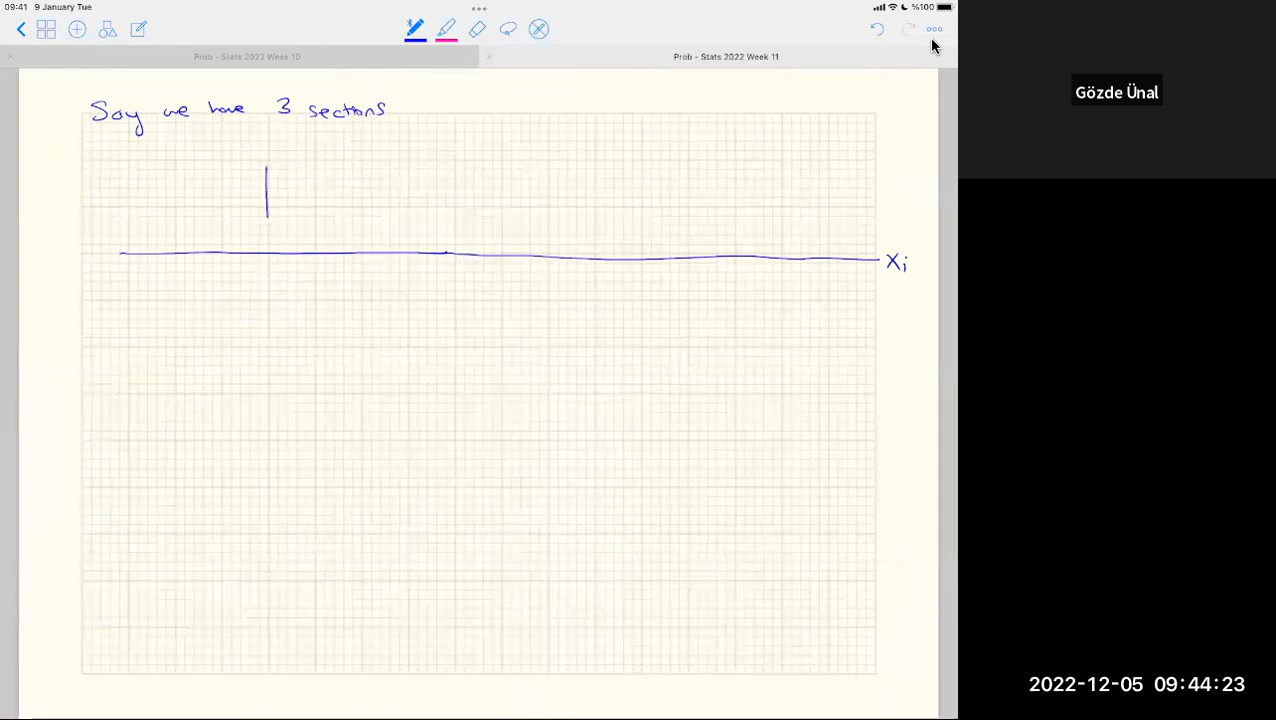 09:41 9 January Tue
%100
Prob - Stats 2022 Week 10
Prob - Stats 2022 Week 11
Gözde Ünal
Say we have 3 sections
Xi
2022-12-05 09:44:23